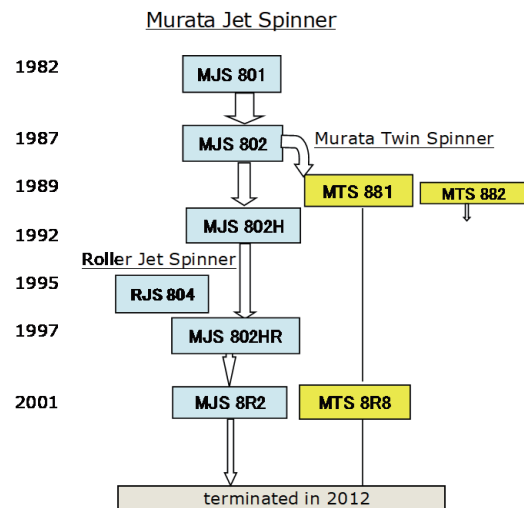 Murata Jet Spinner
1982
MJS 801
1987
MJS 802
Murata Twin Spinner
1989
MTS 881
MTS 882
MJS 802H
1992
Roller Jet Spinner
1995
RJS 804
1997
MJS 802HR
2001
MJS 8R2
MTS 8R8
terminated in 2012